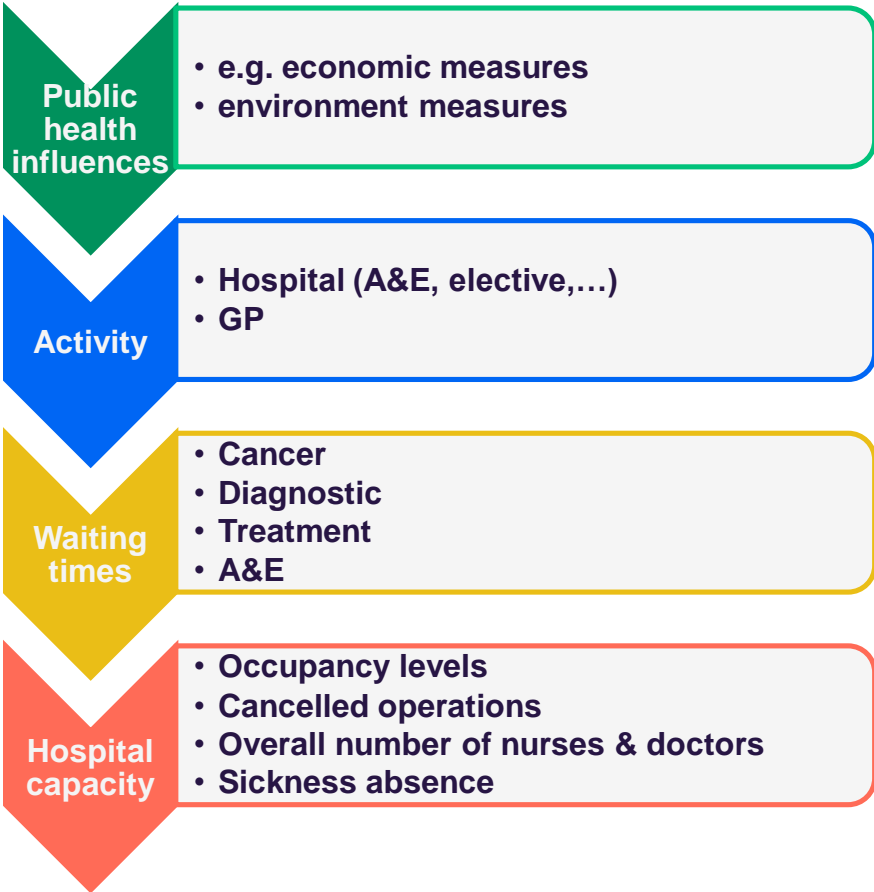 Public
health
influences
• e.g. economic measures
• environment measures
Activity
• Hospital (A&E, elective,…)
• GP
Waiting
times
• Cancer
• Diagnostic
• Treatment
• A&E
Hospital
capacity
• Occupancy levels
• Cancelled operations
• Overall number of nurses & doctors
• Sickness absence